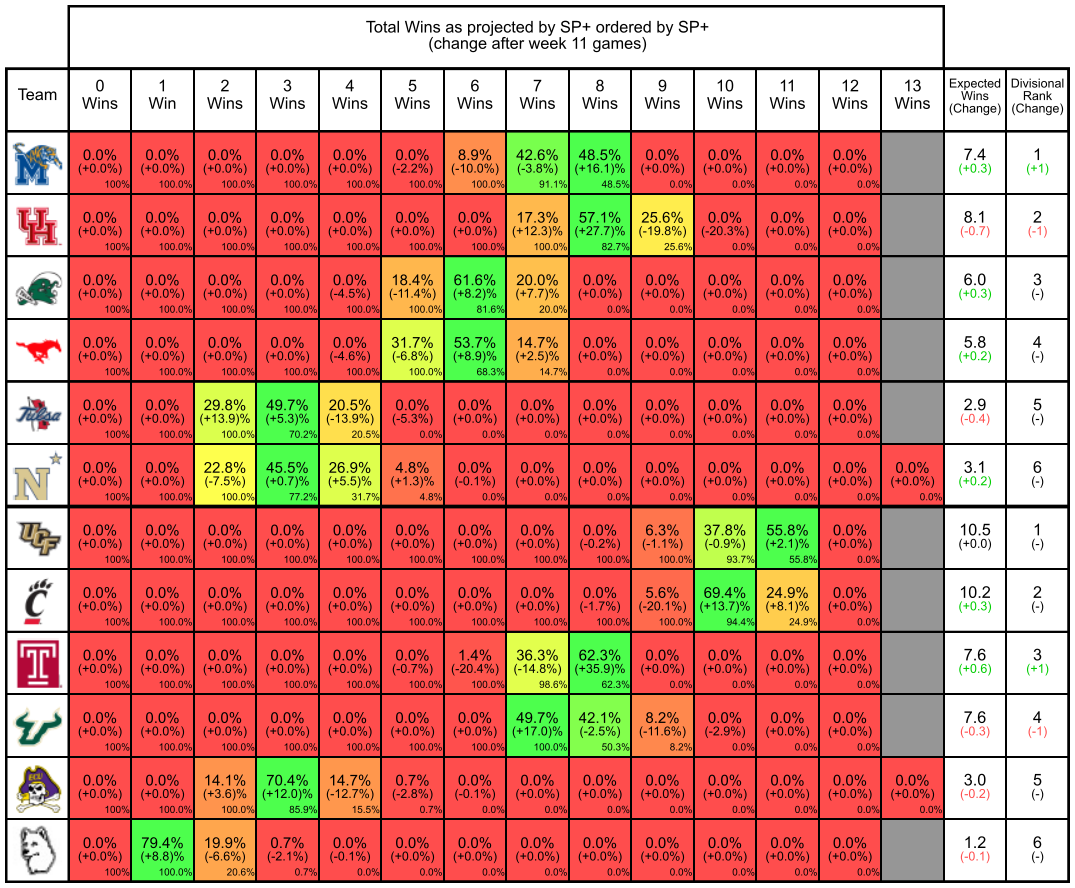 Total Wins as projected by SP+ ordered by SP+
(change after week 11 games)
Team 0 Wins 1 Win 2 Wins 3 Wins 4 Wins 5 Wins 6 Wins 7 Wins 8 Wins 9 Wins 10 Wins 11 Wins 12 Wins 13 Wins Expected Wins (Change) Divisional Rank (Change)
M
0.0% 0.0% 0.0% 0.0% 0.0% 0.0% 8.9% 42.6% 48.5% 0.0% 0.0% 0.0% 0.0% 7.4 1
(+0.0%) (+0.0%) (+0.0%) (+0.0%) (+0.0%) (-2.2%) (-10.0%) (-3.8%) (+16.1)% (+0.0%) (+0.0%) (+0.0%) (+0.0%) (+0.3) (+1)
100% 100.0% 100.0% 100.0% 100.0% 100.0% 100.0% 91.1% 48.5% 0.0% 0.0% 0.0% 0.0%
UH
0.0% 0.0% 0.0% 0.0% 0.0% 0.0% 0.0% 17.3% 57.1% 25.6% 0.0% 0.0% 0.0% 8.1 2
(+0.0%) (+0.0%) (+0.0%) (+0.0%) (+0.0%) (+0.0%) (+0.0%) (+12.3)% (+27.7)% (-19.8%) (-20.3%) (+0.0%) (+0.0%) (-0.7) (-1)
100% 100.0% 100.0% 100.0% 100.0% 100.0% 100.0% 100.0% 82.7% 25.6% 0.0% 0.0% 0.0%
0.0% 0.0% 0.0% 0.0% 0.0% 18.4% 61.6% 20.0% 0.0% 0.0% 0.0% 0.0% 0.0% 6.0 3
(+0.0%) (+0.0%) (+0.0%) (+0.0%) (-4.5%) (-11.4%) (+8.2)% (+7.7)% (+0.0%) (+0.0%) (+0.0%) (+0.0%) (+0.0%) (+0.3) (-)
100% 100.0% 100.0% 100.0% 100.0% 100.0% 81.6% 20.0% 0.0% 0.0% 0.0% 0.0% 0.0%
0.0% 0.0% 0.0% 0.0% 0.0% 31.7% 53.7% 14.7% 0.0% 0.0% 0.0% 0.0% 0.0% 5.8 4
(+0.0%) (+0.0%) (+0.0%) (+0.0%) (-4.6%) (-6.8%) (+8.9)% (+2.5)% (+0.0%) (+0.0%) (+0.0%) (+0.0%) (+0.0%) (+0.2) (-)
100% 100.0% 100.0% 100.0% 100.0% 100.0% 68.3% 14.7% 0.0% 0.0% 0.0% 0.0% 0.0%
Tulsa
0.0% 0.0% 29.8% 49.7% 20.5% 0.0% 0.0% 0.0% 0.0% 0.0% 0.0% 0.0% 0.0% 2.9 5
(+0.0%) (+0.0%) (+13.9)% (+5.3)% (-13.9%) (-5.3%) (+0.0%) (+0.0%) (+0.0%) (+0.0%) (+0.0%) (+0.0%) (+0.0%) (-0.4) (-)
100% 100.0% 100.0% 70.2% 20.5% 0.0% 0.0% 0.0% 0.0% 0.0% 0.0% 0.0% 0.0%
N
0.0% 0.0% 22.8% 45.5% 26.9% 4.8% 0.0% 0.0% 0.0% 0.0% 0.0% 0.0% 0.0% 0.0% 3.1 6
(+0.0%) (+0.0%) (-7.5%) (+0.7)% (+5.5)% (+1.3)% (-0.1%) (+0.0%) (+0.0%) (+0.0%) (+0.0%) (+0.0%) (+0.0%) (+0.0%) (+0.2) (-)
100% 100.0% 100.0% 77.2% 31.7% 4.8% 0.0% 0.0% 0.0% 0.0% 0.0% 0.0% 0.0% 0.0%
UCF
0.0% 0.0% 0.0% 0.0% 0.0% 0.0% 0.0% 0.0% 0.0% 6.3% 37.8% 55.8% 0.0% 10.5 1
(+0.0%) (+0.0%) (+0.0%) (+0.0%) (+0.0%) (+0.0%) (+0.0%) (+0.0%) (-0.2%) (-1.1%) (-0.9%) (+2.1)% (+0.0%) (+0.0) (-)
100% 100.0% 100.0% 100.0% 100.0% 100.0% 100.0% 100.0% 100.0% 100.0% 93.7% 55.8% 0.0%
C
0.0% 0.0% 0.0% 0.0% 0.0% 0.0% 0.0% 0.0% 0.0% 5.6% 69.4% 24.9% 0.0% 10.2 2
(+0.0%) (+0.0%) (+0.0%) (+0.0%) (+0.0%) (+0.0%) (+0.0%) (+0.0%) (-1.7%) (-20.1%) (+13.7)% (+8.1)% (+0.0%) (+0.3) (-)
100% 100.0% 100.0% 100.0% 100.0% 100.0% 100.0% 100.0% 100.0% 100.0% 94.4% 24.9% 0.0%
T
0.0% 0.0% 0.0% 0.0% 0.0% 0.0% 1.4% 36.3% 62.3% 0.0% 0.0% 0.0% 0.0% 7.6 3
(+0.0%) (+0.0%) (+0.0%) (+0.0%) (+0.0%) (-0.7%) (-20.4%) (-14.8%) (+35.9)% (+0.0%) (+0.0%) (+0.0%) (+0.0%) (+0.6) (+1)
100% 100.0% 100.0% 100.0% 100.0% 100.0% 100.0% 98.6% 62.3% 0.0% 0.0% 0.0% 0.0%
0.0% 0.0% 0.0% 0.0% 0.0% 0.0% 0.0% 49.7% 42.1% 8.2% 0.0% 0.0% 0.0% 7.6 4
(+0.0%) (+0.0%) (+0.0%) (+0.0%) (+0.0%) (+0.0%) (+0.0%) (+17.0)% (-2.5%) (-11.6%) (-2.9%) (+0.0%) (+0.0%) (-0.3) (-1)
100% 100.0% 100.0% 100.0% 100.0% 100.0% 100.0% 100.0% 50.3% 8.2% 0.0% 0.0% 0.0%
ECU
0.0% 0.0% 14.1% 70.4% 14.7% 0.7% 0.0% 0.0% 0.0% 0.0% 0.0% 0.0% 0.0% 0.0% 3.0 5
(+0.0%) (+0.0%) (+3.6)% (+12.0)% (-12.7%) (-2.8%) (-0.1%) (+0.0%) (+0.0%) (+0.0%) (+0.0%) (+0.0%) (+0.0%) (+0.0%) (-0.2) (-)
100% 100.0% 100.0% 85.9% 15.5% 0.7% 0.0% 0.0% 0.0% 0.0% 0.0% 0.0% 0.0% 0.0%
0.0% 79.4% 19.9% 0.7% 0.0% 0.0% 0.0% 0.0% 0.0% 0.0% 0.0% 0.0% 0.0% 1.2 6
(+0.0%) (+8.8)% (-6.6%) (-2.1%) (-0.1%) (+0.0%) (+0.0%) (+0.0%) (+0.0%) (+0.0%) (+0.0%) (+0.0%) (+0.0%) (-0.1) (-)
100% 100.0% 20.6% 0.7% 0.0% 0.0% 0.0% 0.0% 0.0% 0.0% 0.0% 0.0% 0.0%